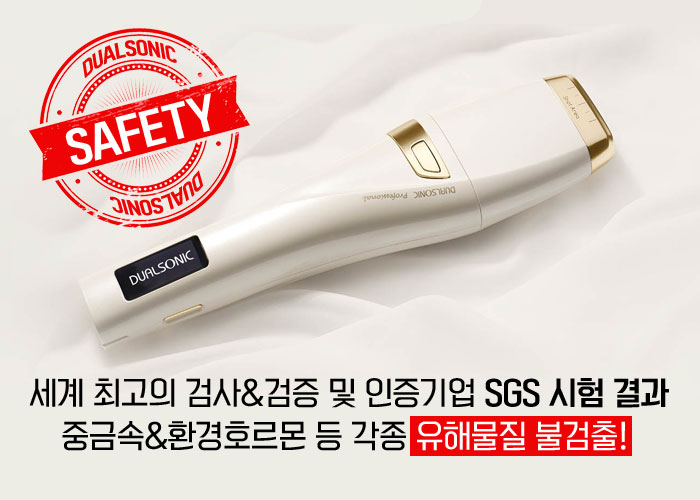 DUALSONIC
SAFETY
DUALSONIC
DUALSONIC Professional
DUALSONIC
세계 최고의 검사&검증 및 인증기업 SGS 시험 결과
중금속&환경호르몬 등 각종 유해물질 불검출!